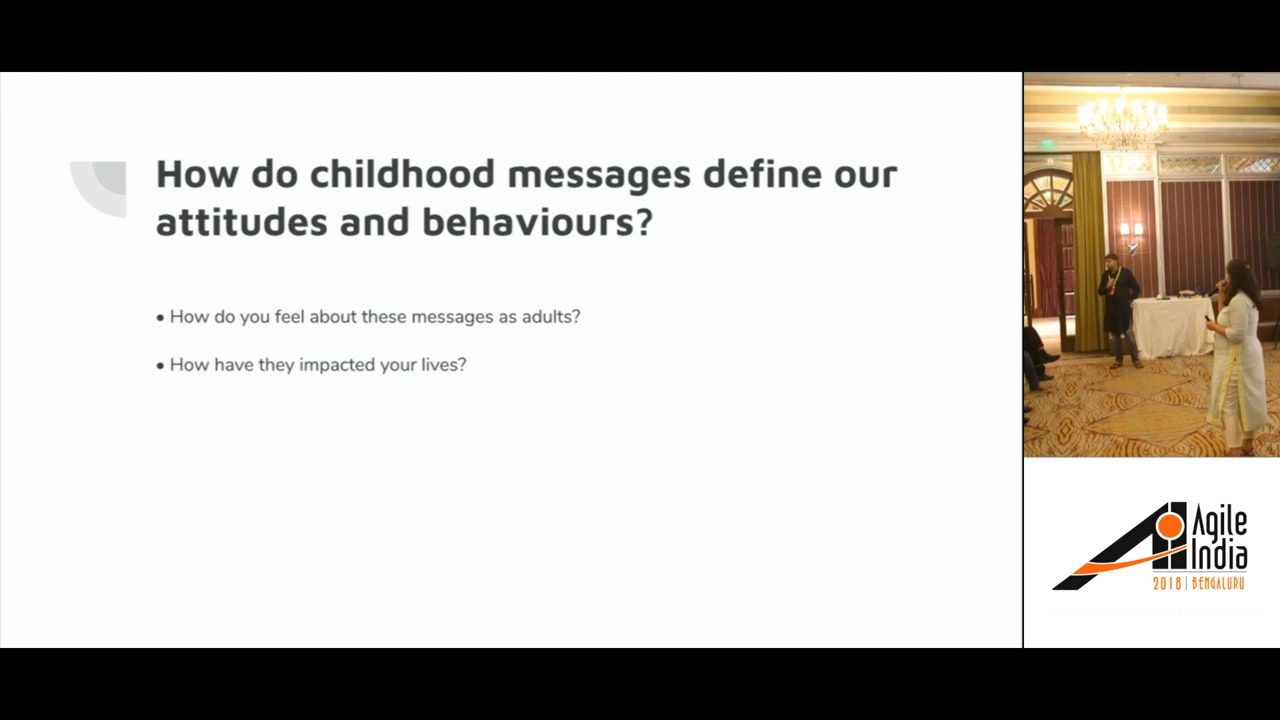 How do childhood messages define our
attitudes and behaviours?
• How do you feel about these messages as adults?
• How have they impacted your lives?
Agile
India
2018 | BENGALURU